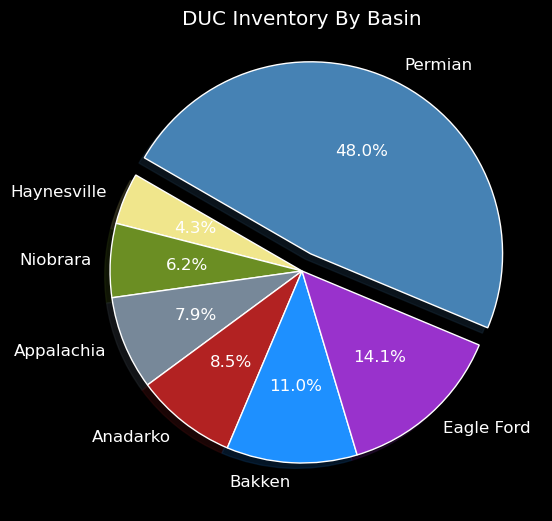 DUC Inventory By Basin
Permian
48.0%
Haynesville
4.3%
Niobrara
6.2%
Appalachia
7.9%
Anadarko
8.5%
Bakken
11.0%
Eagle Ford
14.1%